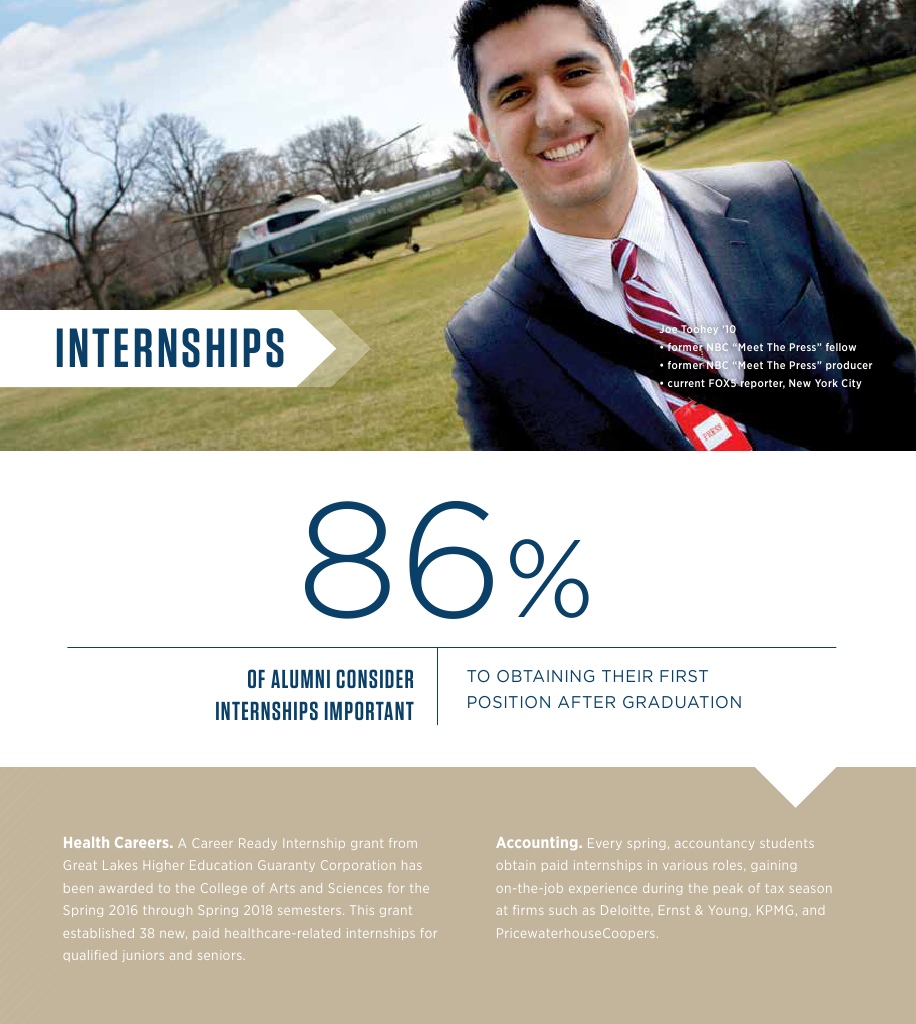 UNITED STATES OF AMERICA
INTERNSHIPS
Joe Toohey '10
• former NBC “Meet The Press” fellow
• former NBC “Meet The Press” producer
• current FOX5 reporter, New York City
PRESS
86%
OF ALUMNI CONSIDER
INTERNSHIPS IMPORTANT
TO OBTAINING THEIR FIRST
POSITION AFTER GRADUATION
Health Careers. A Career Ready Internship grant from
Great Lakes Higher Education Guaranty Corporation has
been awarded to the College of Arts and Sciences for the
Spring 2016 through Spring 2018 semesters. This grant
established 38 new, paid healthcare-related internships for
qualified juniors and seniors.
Accounting. Every spring, accountancy students
obtain paid internships in various roles, gaining
on-the-job experience during the peak of tax season
at firms such as Deloitte, Ernst & Young, KPMG, and
PricewaterhouseCoopers.